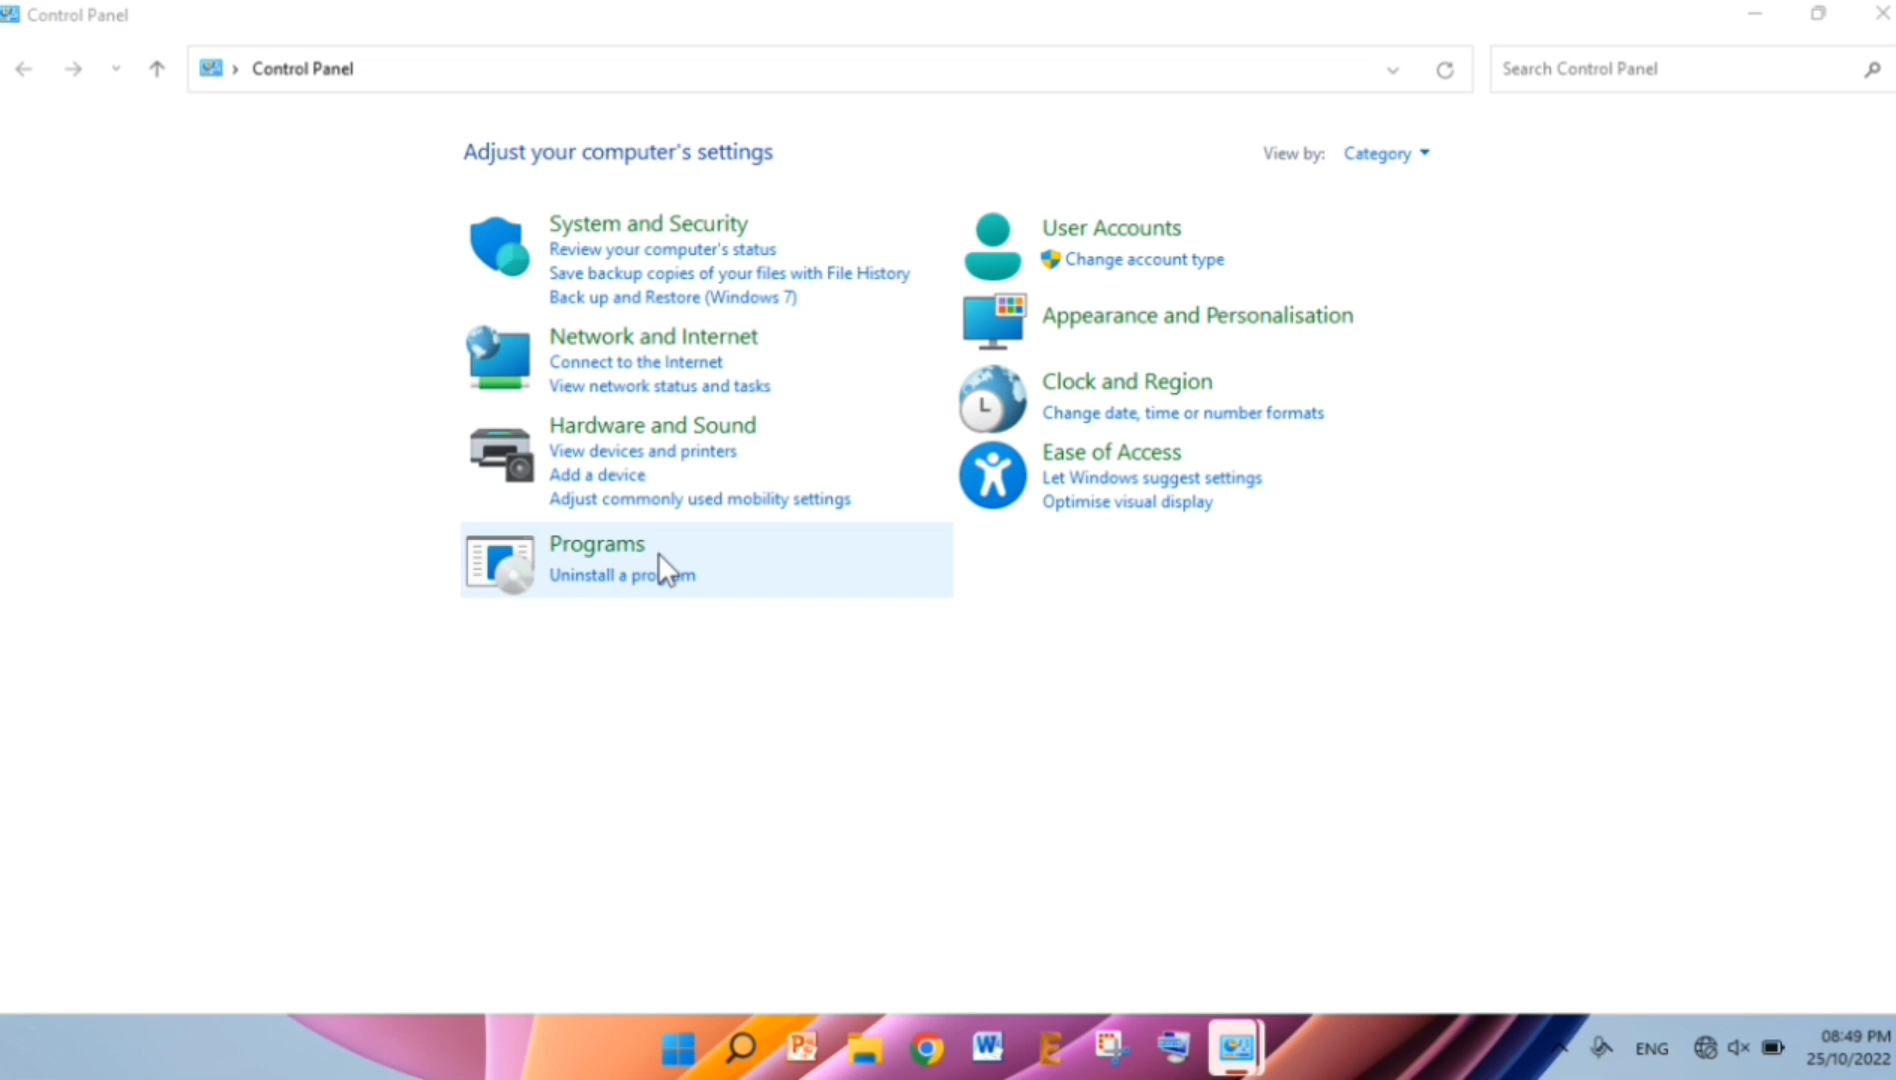 Control Panel
Control Panel
Search Control Panel
Adjust your computer's settings
View by: Category
System and Security
Review your computer's status
Save backup copies of your files with File History
Back up and Restore (Windows 7)
Network and Internet
Connect to the Internet
View network status and tasks
Hardware and Sound
View devices and printers
Add a device
Adjust commonly used mobility settings
Programs
Uninstall a program
User Accounts
Change account type
Appearance and Personalisation
Clock and Region
Change date, time or number formats
Ease of Access
Let Windows suggest settings
Optimise visual display
ENG
08:49 PM
25/10/2022